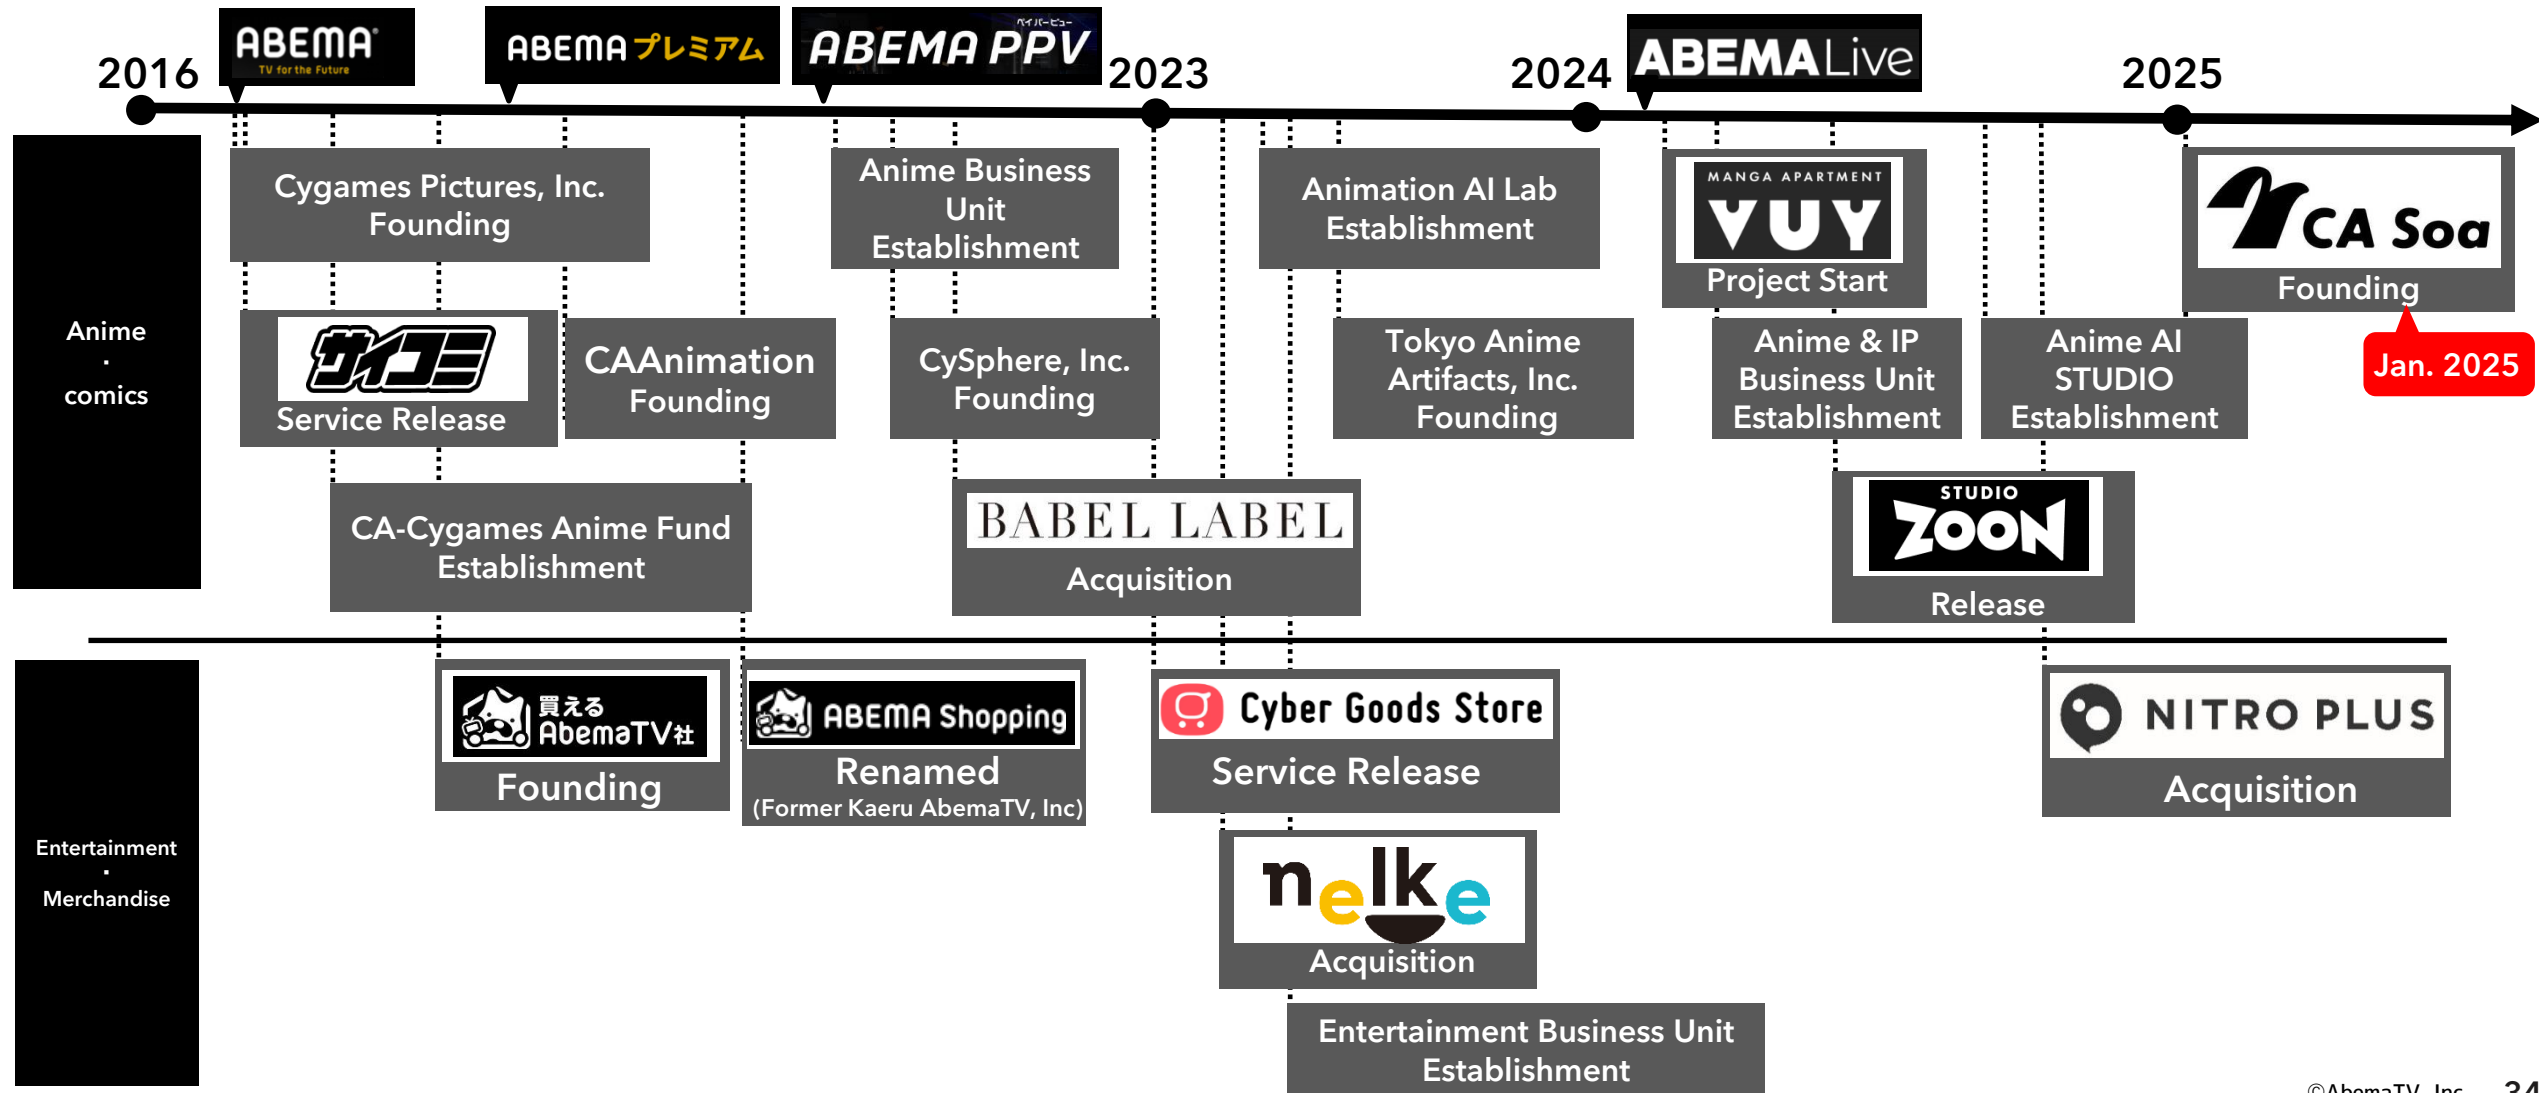 2016
ABEMA
TV for the Future
ABEMA プレミアム
ペイパービュー
ABEMA PPV
2023
2024
ABEMA Live
2025
Anime
・
comics
Cygames Pictures, Inc.
Founding
サイコミ
Service Release
CA-Cygames Anime Fund
Establishment
CAAnimation
Founding
Anime Business
Unit
Establishment
CySphere, Inc.
Founding
BABEL LABEL
Acquisition
Animation AI Lab
Establishment
Tokyo Anime
Artifacts, Inc.
Founding
MANGA APARTMENT
VUY
Project Start
Anime & IP
Business Unit
Establishment
STUDIO
ZOON
Release
Anime AI
STUDIO
Establishment
CA Soa
Founding
Jan. 2025
Entertainment
・
Merchandise
買える
AbemaTV社
Founding
ABEMA Shopping
Renamed
(Former Kaeru AbemaTV, Inc)
Cyber Goods Store
Service Release
nelke
Acquisition
Entertainment Business Unit
Establishment
NITRO PLUS
Acquisition
©AbemaTV, Inc.
34